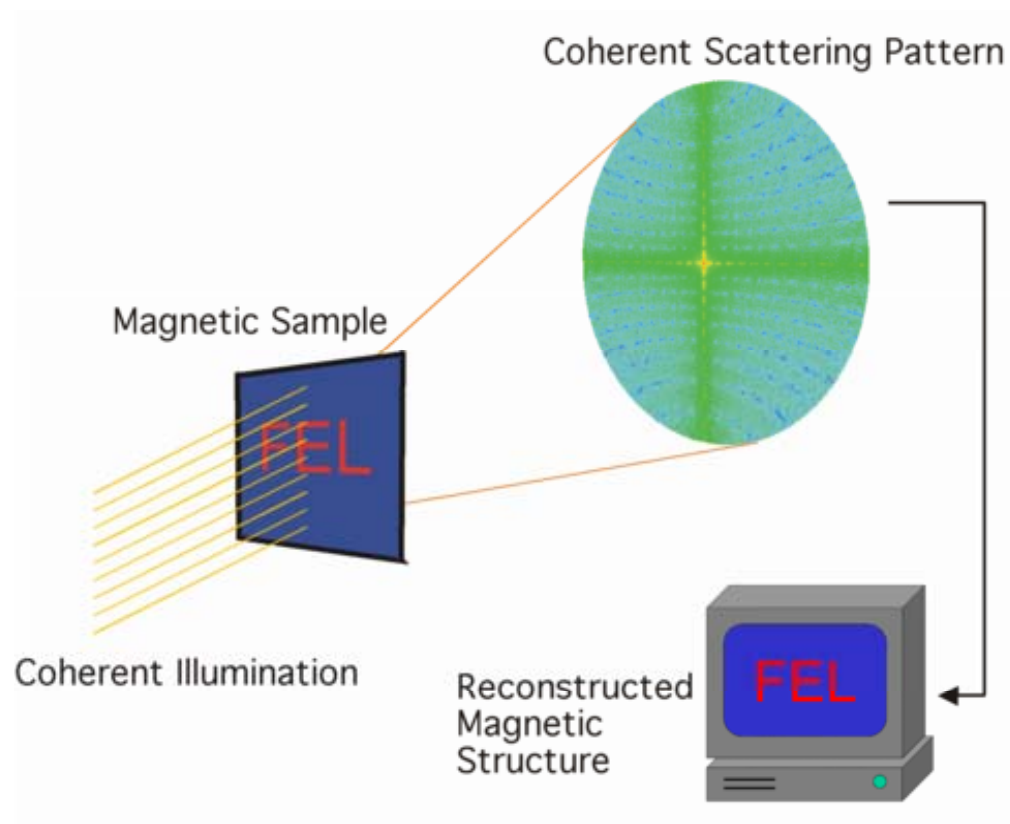 Coherent Scattering Pattern
Magnetic Sample
FEL
Coherent Illumination
Reconstructed
Magnetic
Structure
FEL